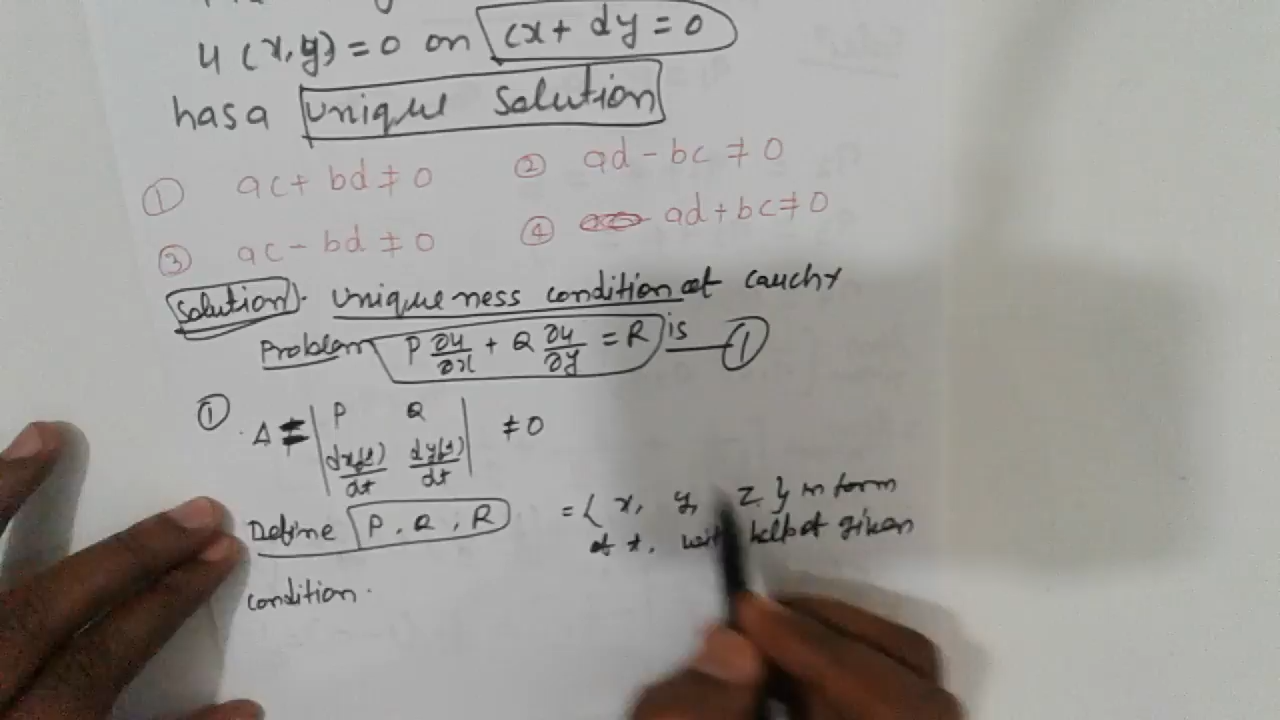 u(x,y)=0 on cx+dy=0
has a unique solution
① ac+bd≠0 ② ad-bc≠0
③ ac-bd≠0 ④ ad+bc≠0
Solution. Uniqueness condition of cauchy
Problem P ∂u/∂x + Q ∂u/∂y = R is —①
① Δ = | P Q | ≠0
| dx(t)/dt dy(t)/dt |
Define P, Q, R = { x, y, z } in form
of t, with help of given
condition.